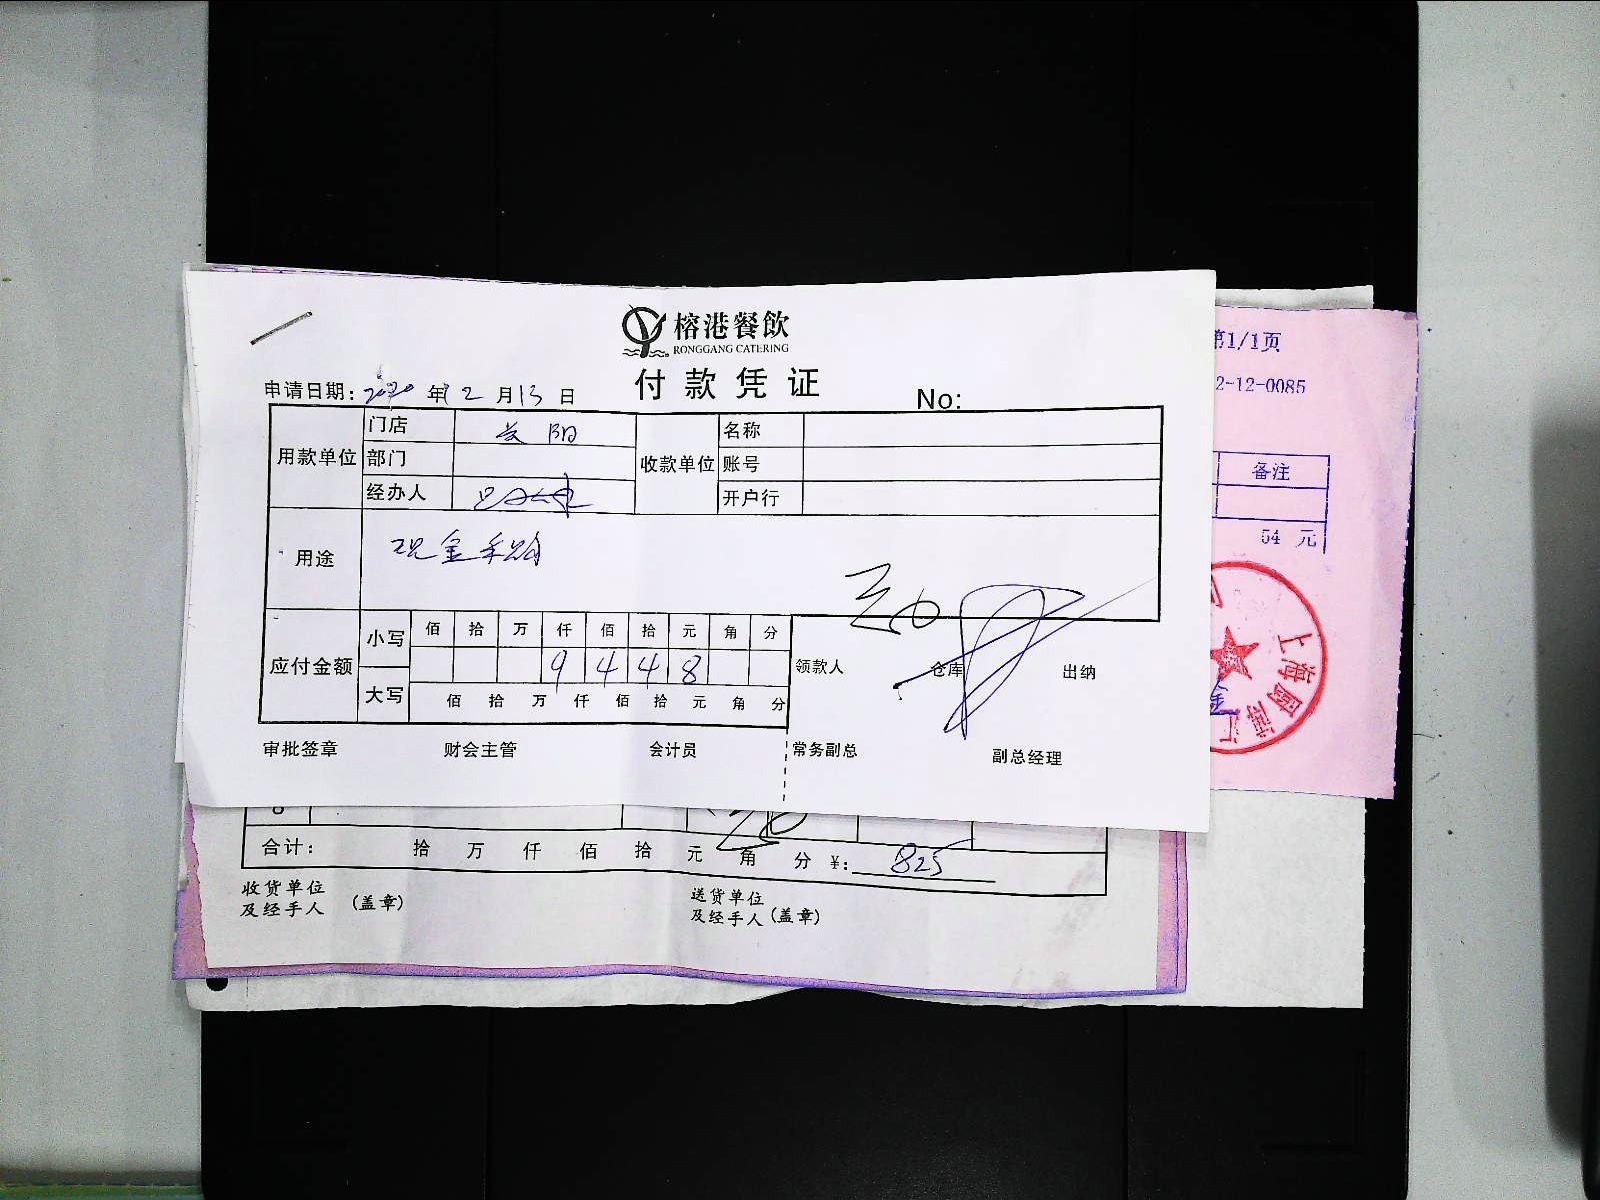 榕港餐飲
RONGGANG CATERING
付款凭证
申请日期: 2020 年 12 月 13 日
No:
用款单位
门店
部门
经办人
收款单位
名称
账号
开户行
用途
现金采购
应付金额
小写
佰 拾 万 仟 佰 拾 元 角 分
9 4 4 8
大写
佰 拾 万 仟 佰 拾 元 角 分
领款人 仓库 出纳
审批签章 财会主管 会计员 常务副总 副总经理
第1/1页
2-12-0085
备注
54 元
上海
合计: 拾 万 仟 佰 拾 元 角 分 ¥: 825
收货单位
及经手人 (盖章)
送货单位
及经手人 (盖章)